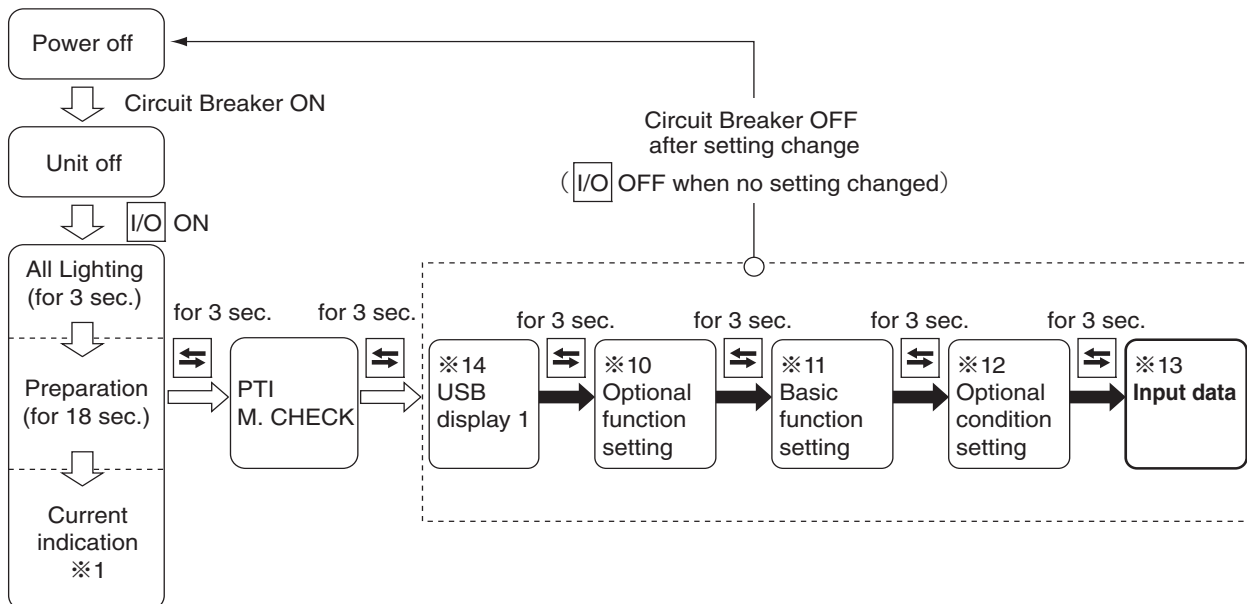 Power off
Circuit Breaker ON
Circuit Breaker OFF
after setting change
( I/O OFF when no setting changed)
Unit off
I/O ON
All Lighting
(for 3 sec.)
Preparation
(for 18 sec.)
Current
indication
※1
for 3 sec.
PTI
M. CHECK
for 3 sec.
※14
USB
display 1
for 3 sec.
※10
Optional
function
setting
for 3 sec.
※11
Basic
function
setting
for 3 sec.
※12
Optional
condition
setting
for 3 sec.
※13
Input data